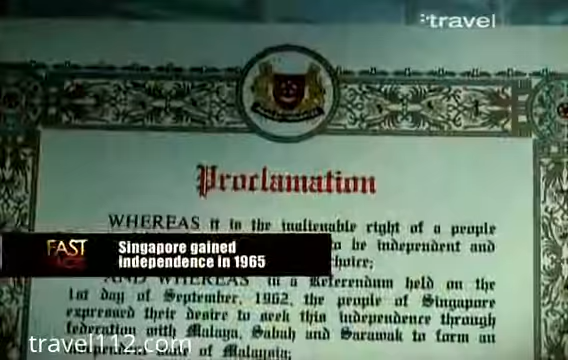 travel
Proclamation
WHEREAS it is the inalienable right of a people
to be independent and
choice;
FAST
FACT
Singapore gained
independence in 1965
AND WHEREAS in a Referendum held on the
1st day of September, 1962, the people of Singapore
expressed their desire to seek this independence through
federation with Malaya, Sabah and Sarawak to form an
of Malaysia;
travel112.com